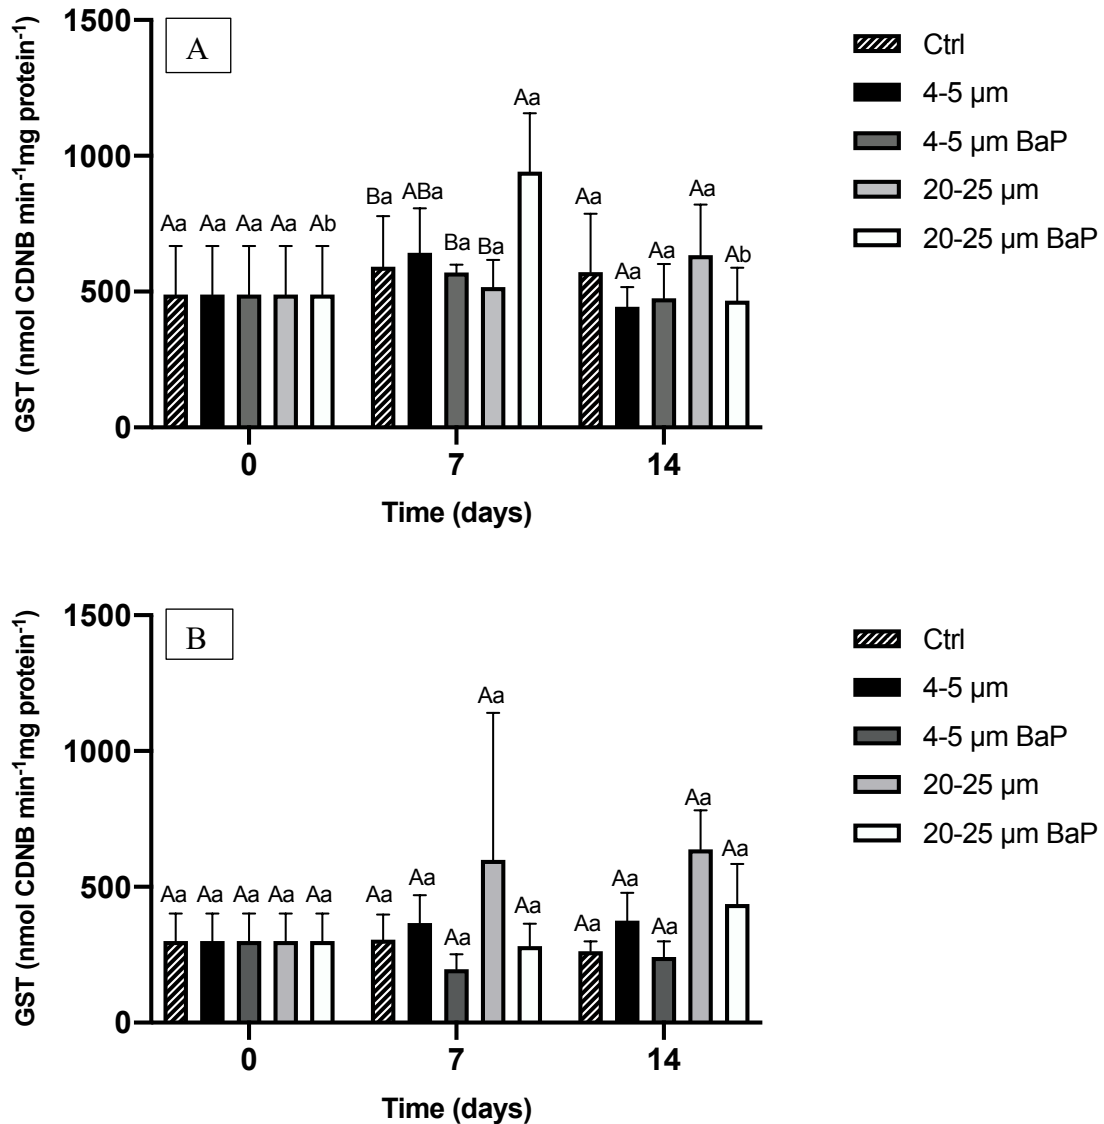 A
GST (nmol CDNB min-1mg protein-1)
1500
1000
500
0
Aa Aa Aa Aa Ab
Ba ABa Ba Ba Aa
Aa Aa Aa Aa Ab
0 7 14
Time (days)
Ctrl
4-5 µm
4-5 µm BaP
20-25 µm
20-25 µm BaP
B
GST (nmol CDNB min-1mg protein-1)
1500
1000
500
0
Aa Aa Aa Aa Aa
Aa Aa Aa Aa Aa
Aa Aa Aa Aa Aa
0 7 14
Time (days)
Ctrl
4-5 µm
4-5 µm BaP
20-25 µm
20-25 µm BaP